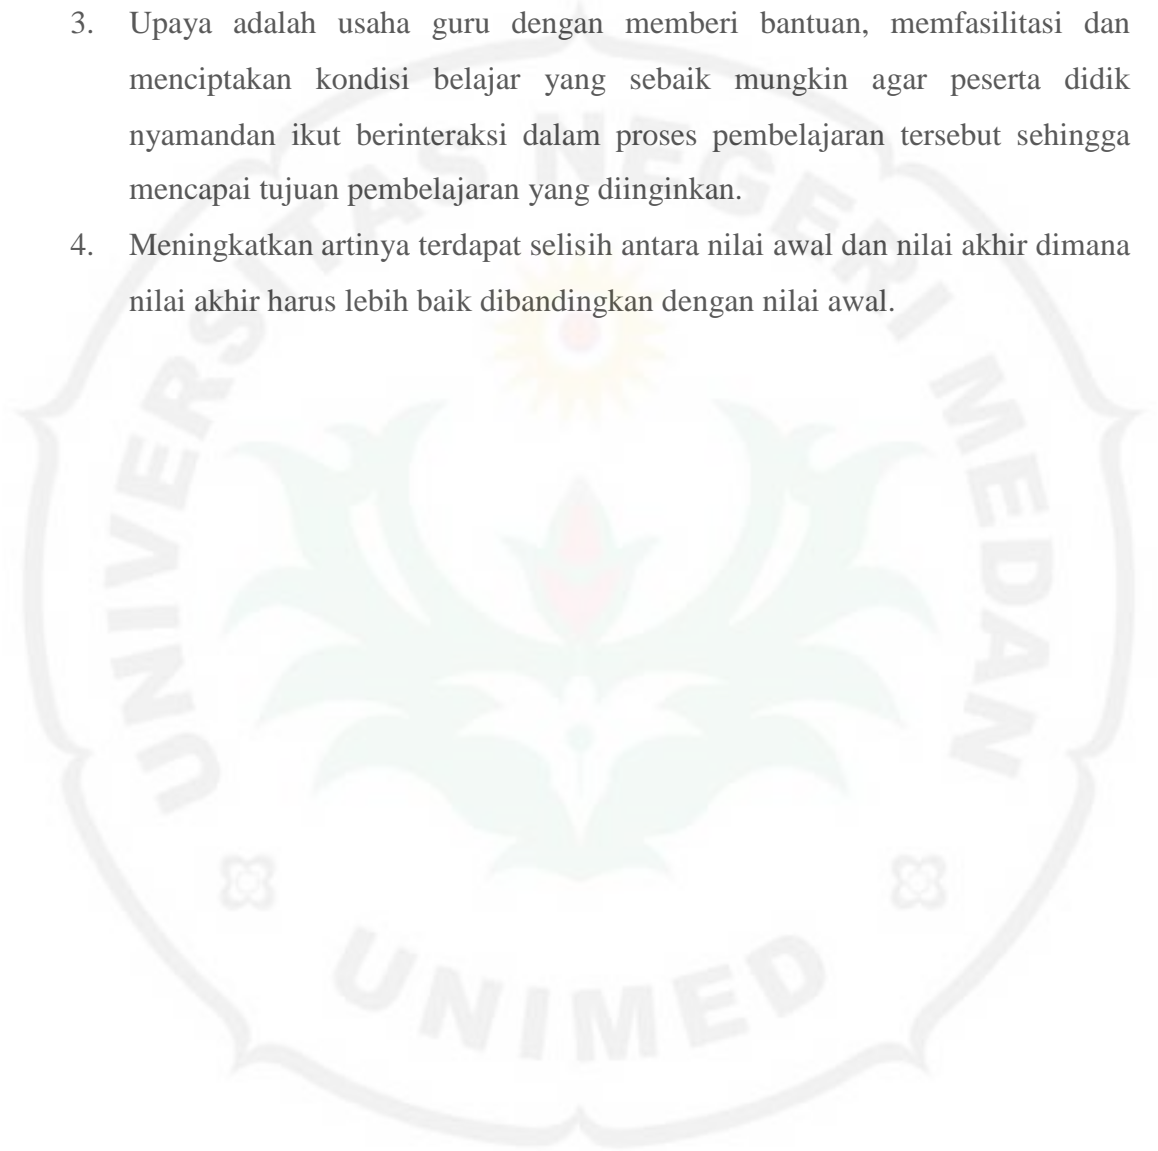 3. Upaya adalah usaha guru dengan memberi bantuan, memfasilitasi dan
menciptakan kondisi belajar yang sebaik mungkin agar peserta didik
nyamandan ikut berinteraksi dalam proses pembelajaran tersebut sehingga
mencapai tujuan pembelajaran yang diinginkan.
4. Meningkatkan artinya terdapat selisih antara nilai awal dan nilai akhir dimana
nilai akhir harus lebih baik dibandingkan dengan nilai awal.
UNIVERSITAS NEGERI MEDAN
UNIMED